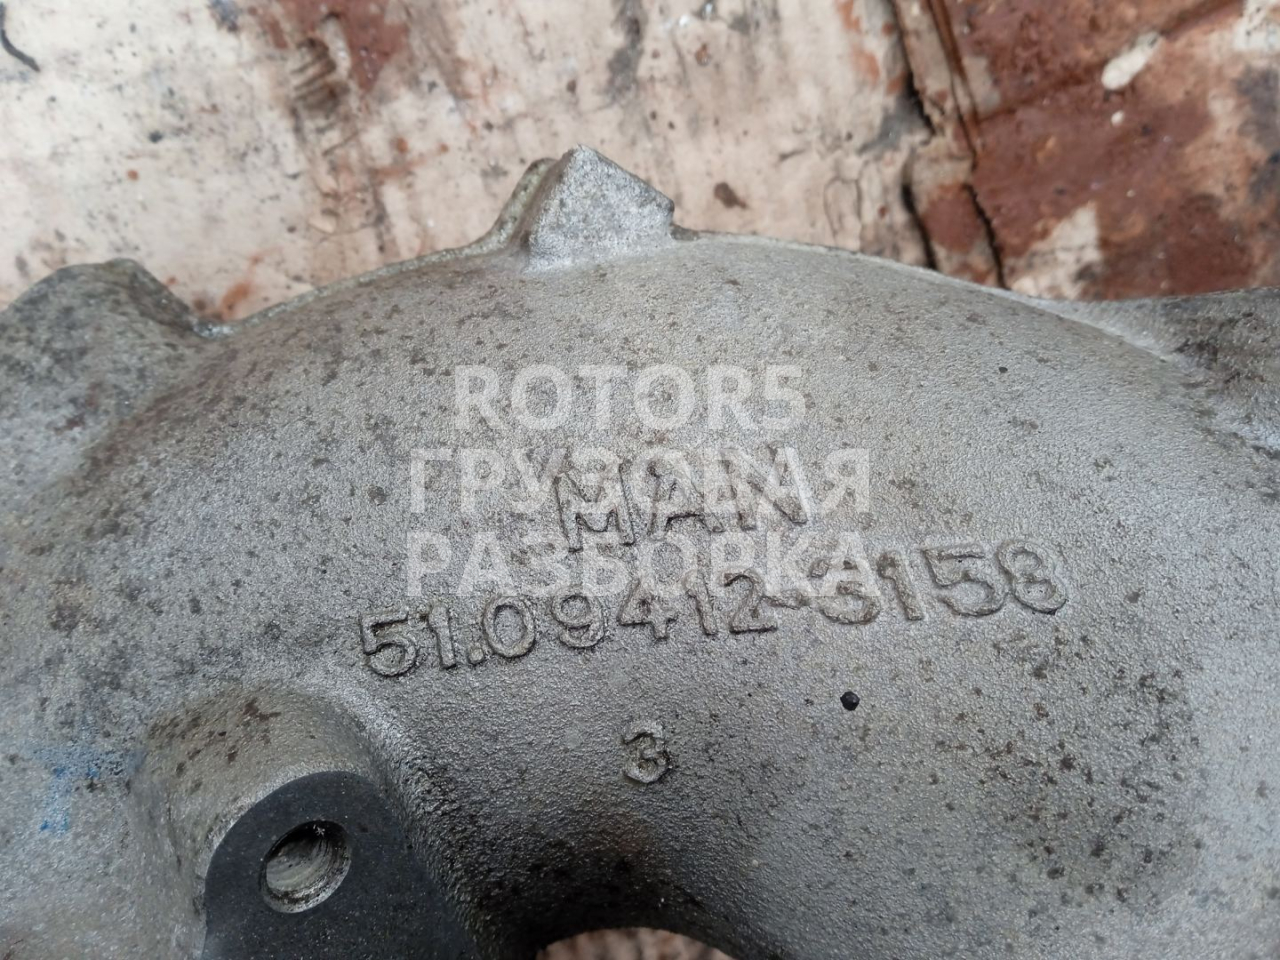 ROTOR5
ГРУЗОВАЯ
РАЗБОРКА
MAN
51.09412-3158
3